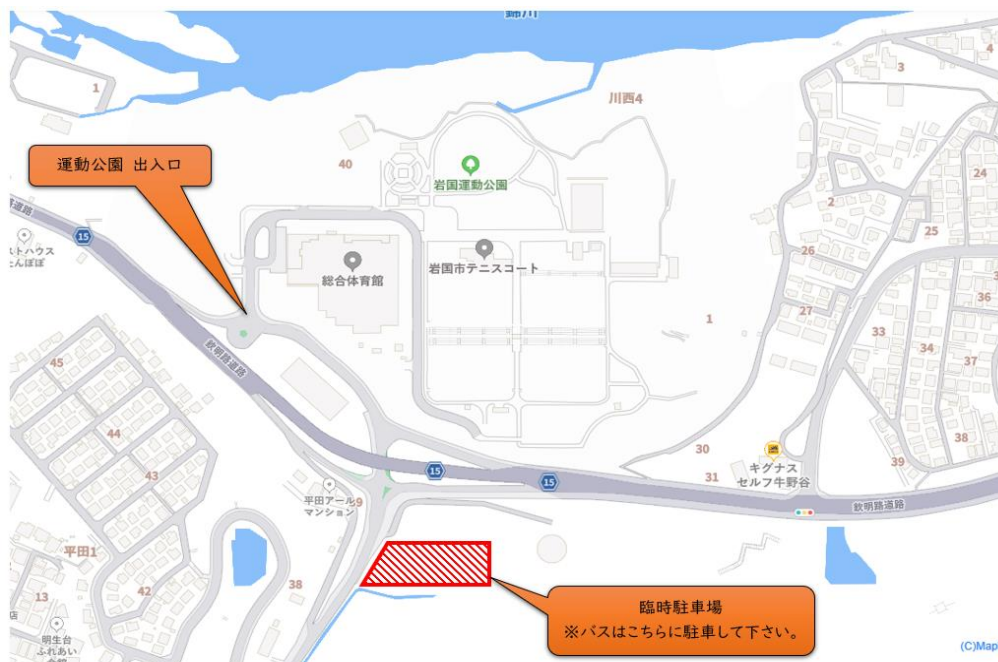 錦川
1
3
4
川西4
運動公園 出入口
40
岩国運動公園
24
2
25
15
ストハウス
たんぽぽ
26
総合体育館
岩国市テニスコート
36
27
1
33
34
37
欽明路道路
45
44
43
38
39
30
31
キグナス
セルフ牛野谷
15
15
平田アール
マンション
39
欽明路道路
平田1
42
38
13
店
明生台
ふれあい
臨時駐車場
※バスはこちらに駐車して下さい。
(C)Map